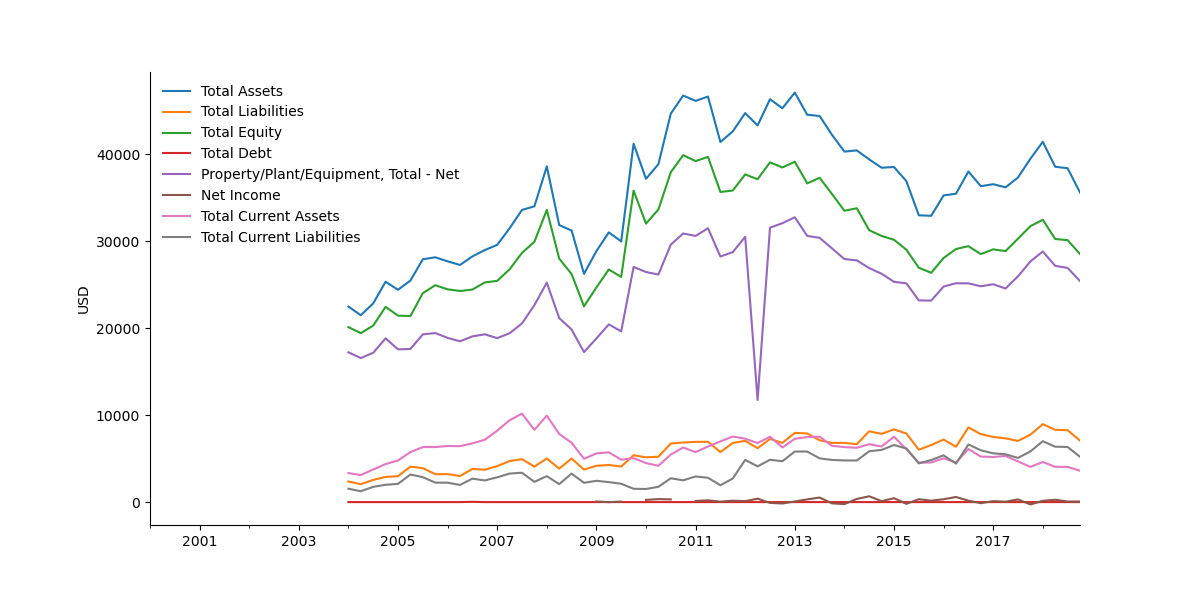 Total Assets
Total Liabilities
Total Equity
Total Debt
Property/Plant/Equipment, Total - Net
Net Income
Total Current Assets
Total Current Liabilities
USD
40000
30000
20000
10000
0
2001 2003 2005 2007 2009 2011 2013 2015 2017